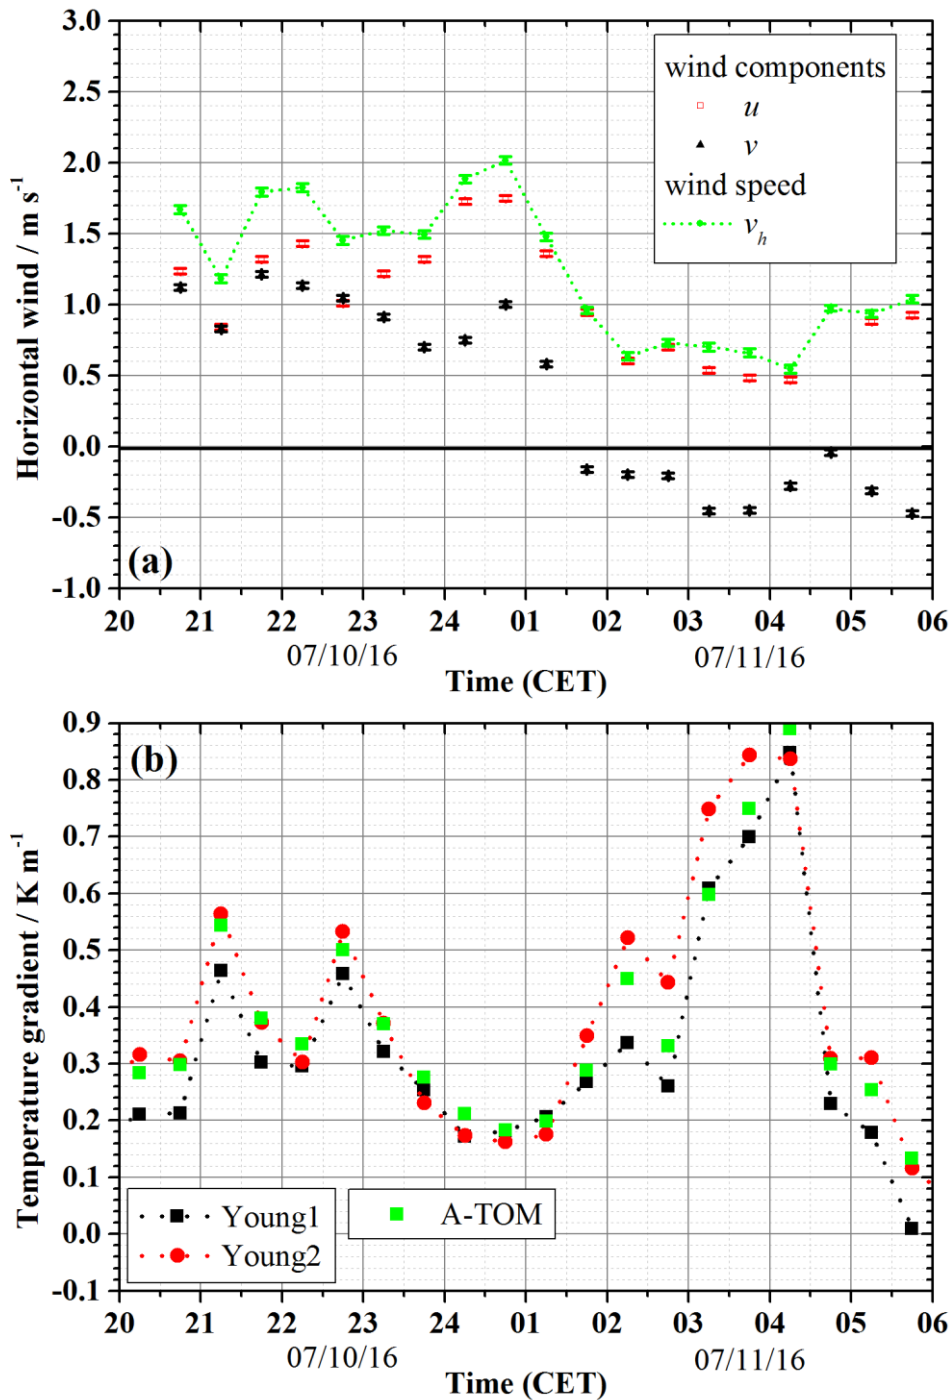 3.0
2.5
2.0
1.5
1.0
0.5
0.0
-0.5
-1.0
Horizontal wind / m s⁻¹
wind components
u
v
wind speed
v_h
(a)
20 21 22 23 24 01 02 03 04 05 06
07/10/16 07/11/16
Time (CET)
0.9
0.8
0.7
0.6
0.5
0.4
0.3
0.2
0.1
0.0
-0.1
Temperature gradient / K m⁻¹
(b)
Young1
Young2
A-TOM
20 21 22 23 24 01 02 03 04 05 06
07/10/16 07/11/16
Time (CET)